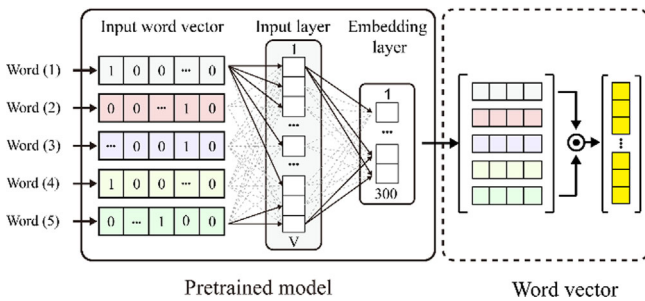 Input word vector Input layer Embedding layer
1 1
Word (1) 1 0 0 ... 0
Word (2) 0 0 ... 1 0
... ...
Word (3) ... 0 0 1 0
Word (4) 1 0 0 ... 0
300
Word (5) 0 ... 1 0 0
V
Pretrained model Word vector